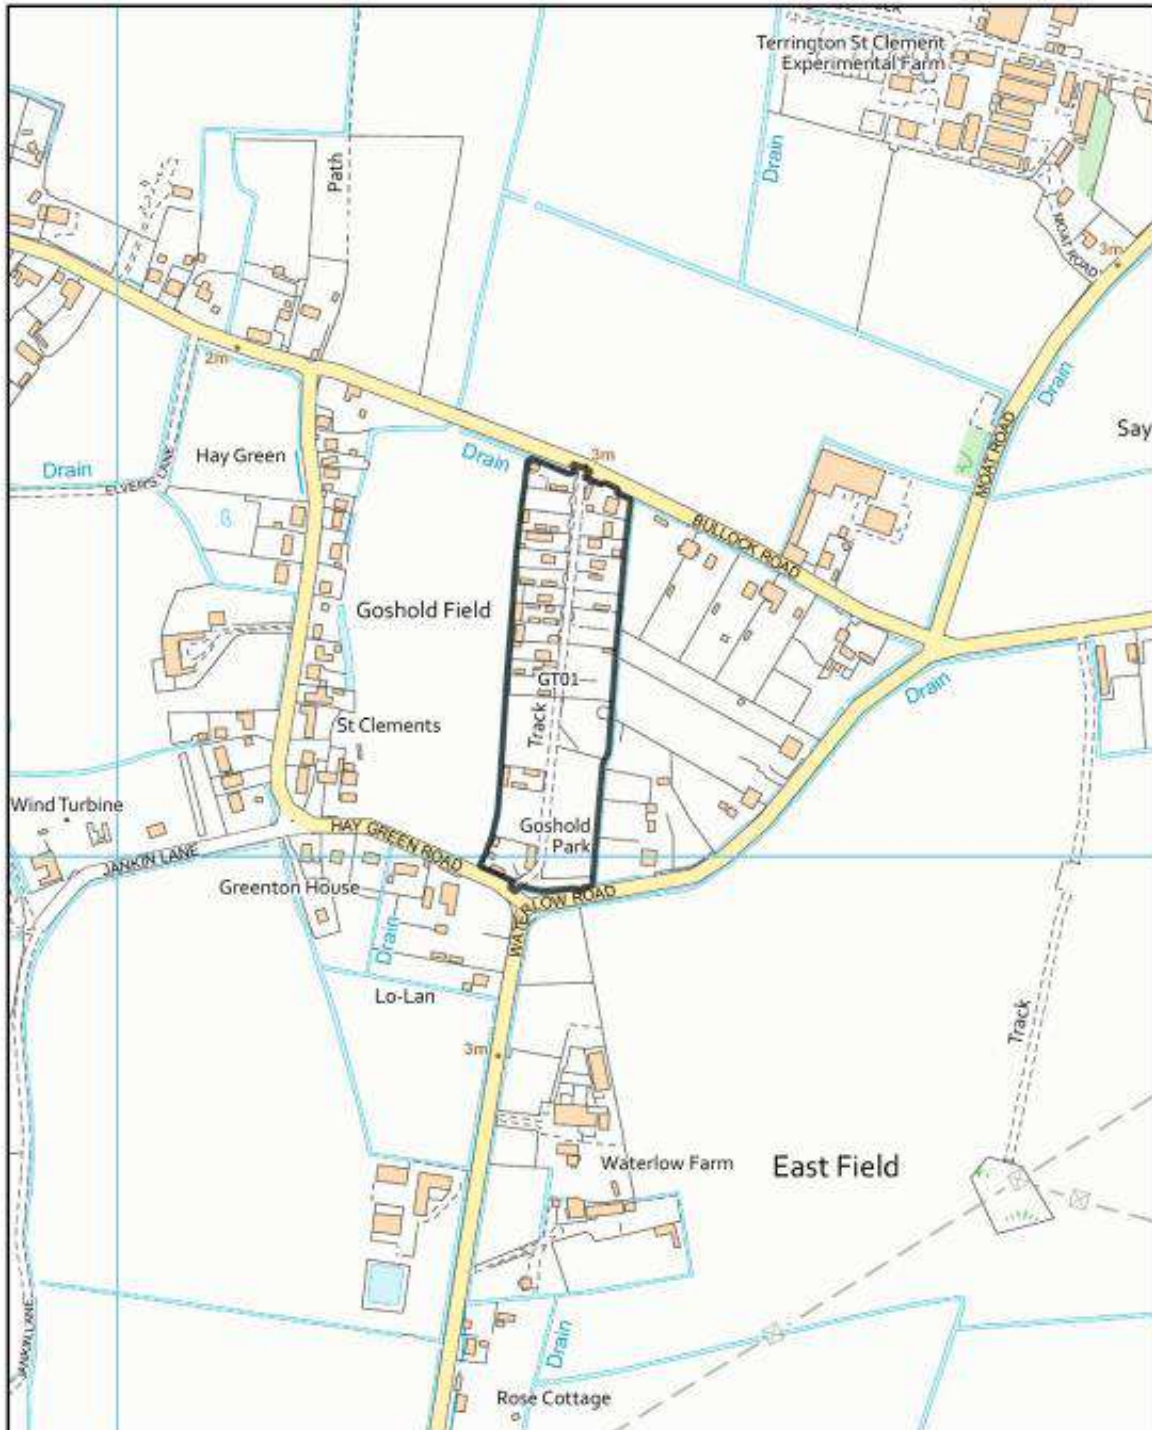 Terrington St Clement
Experimental Farm
Drain
Path
MOAT ROAD
3m
2m
Drain
Hay Green
Drain
3m
Say
Drain
ELVERS LANE
MOAT ROAD
BULLOCK ROAD
Goshold Field
GT01
Drain
St Clements
Track
Wind Turbine
HAY GREEN ROAD
Goshold
Park
JANKIN LANE
Greenton House
WATERLOW ROAD
WATERLOW ROAD
Drain
Lo-Lan
Track
3m
Waterlow Farm
East Field
JANKIN LANE
Drain
Rose Cottage